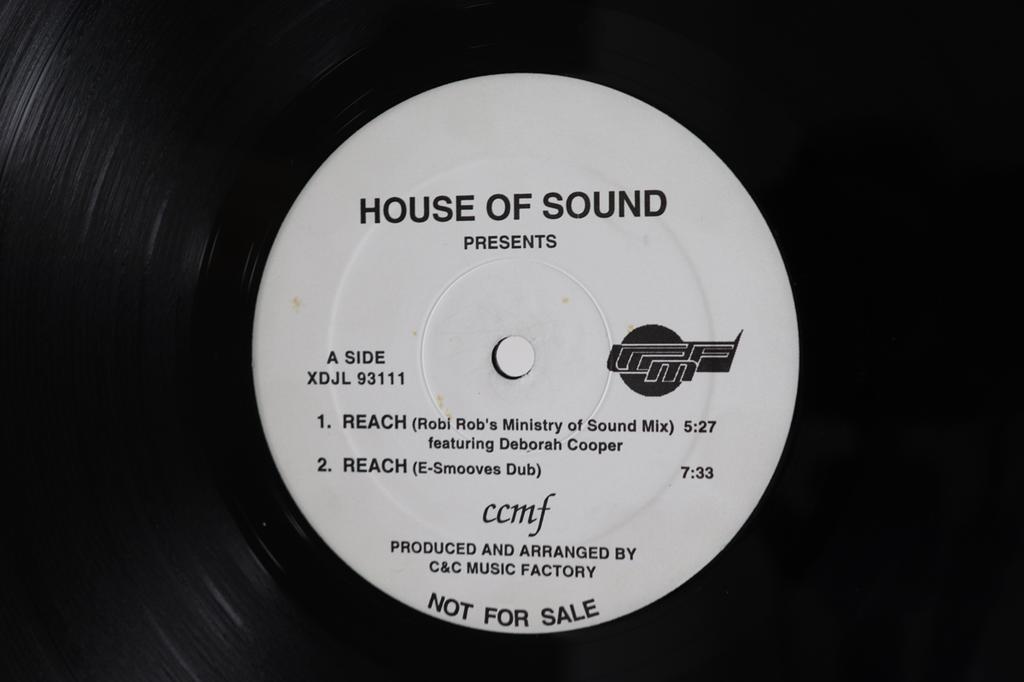 HOUSE OF SOUND
PRESENTS
A SIDE
XDJL 93111
CCMF
1. REACH (Robi Rob's Ministry of Sound Mix) 5:27
featuring Deborah Cooper
2. REACH (E-Smooves Dub) 7:33
ccmf
PRODUCED AND ARRANGED BY
C&C MUSIC FACTORY
NOT FOR SALE